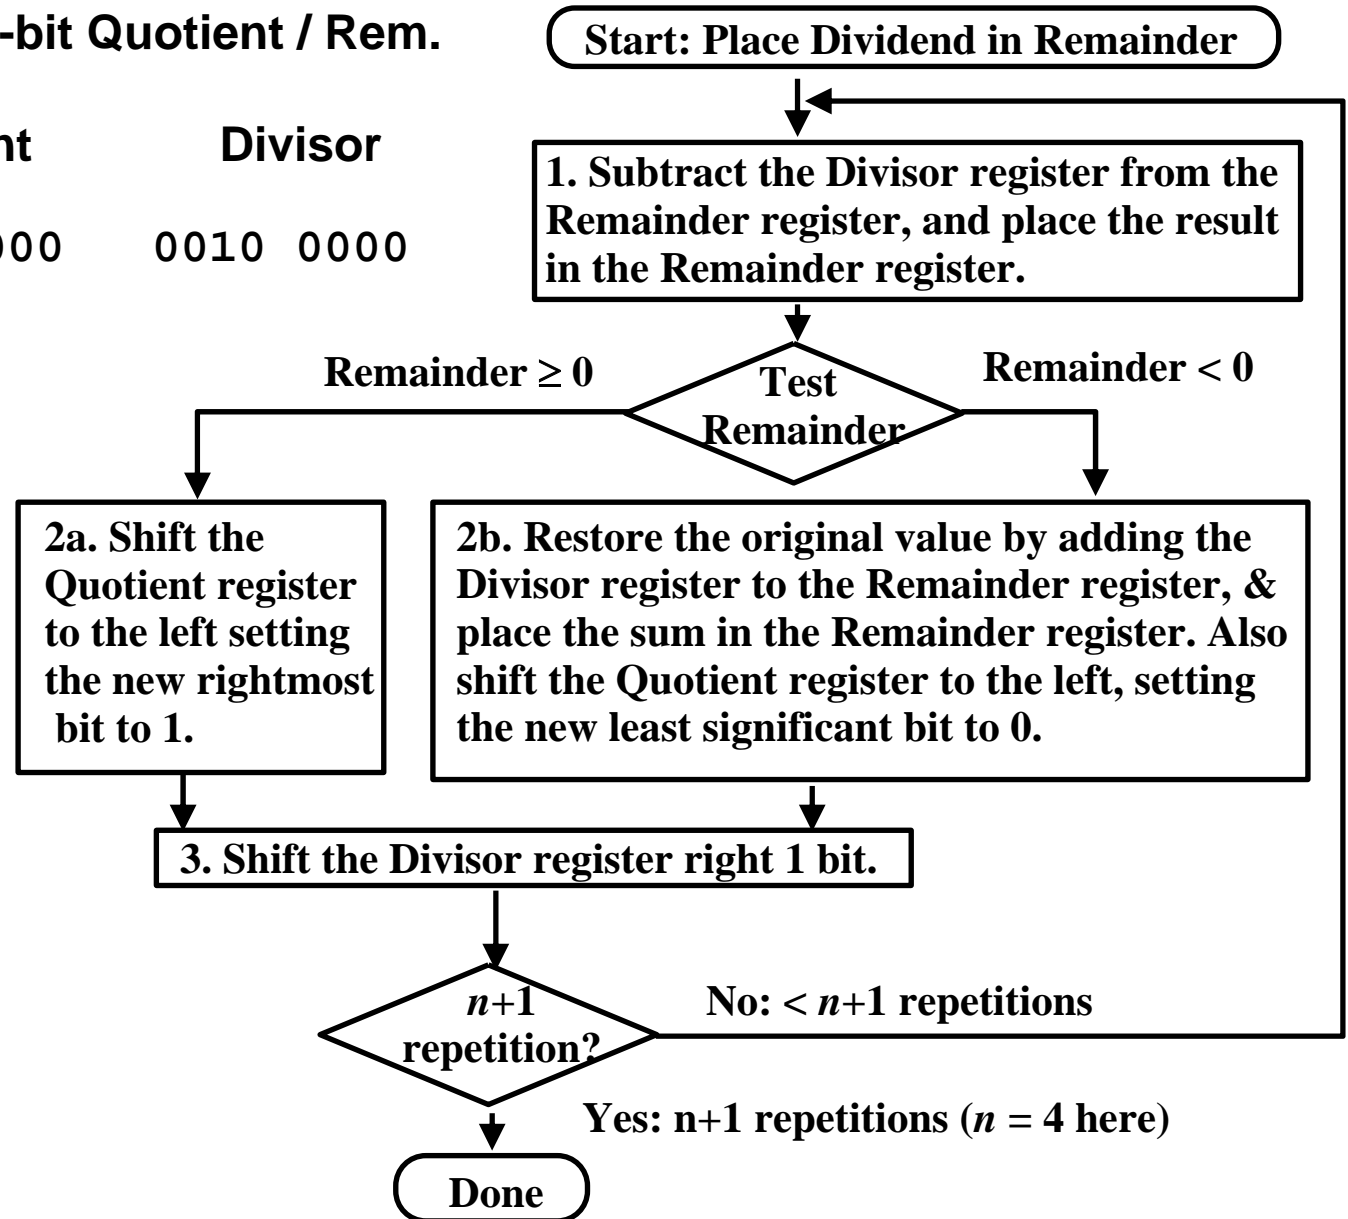 -bit Quotient / Rem.
Start: Place Dividend in Remainder
nt Divisor
000 0010 0000
1. Subtract the Divisor register from the
Remainder register, and place the result
in the Remainder register.
Remainder ≥ 0
Test
Remainder
Remainder < 0
2a. Shift the
Quotient register
to the left setting
the new rightmost
bit to 1.
2b. Restore the original value by adding the
Divisor register to the Remainder register, &
place the sum in the Remainder register. Also
shift the Quotient register to the left, setting
the new least significant bit to 0.
3. Shift the Divisor register right 1 bit.
n+1
repetition?
No: < n+1 repetitions
Yes: n+1 repetitions (n = 4 here)
Done